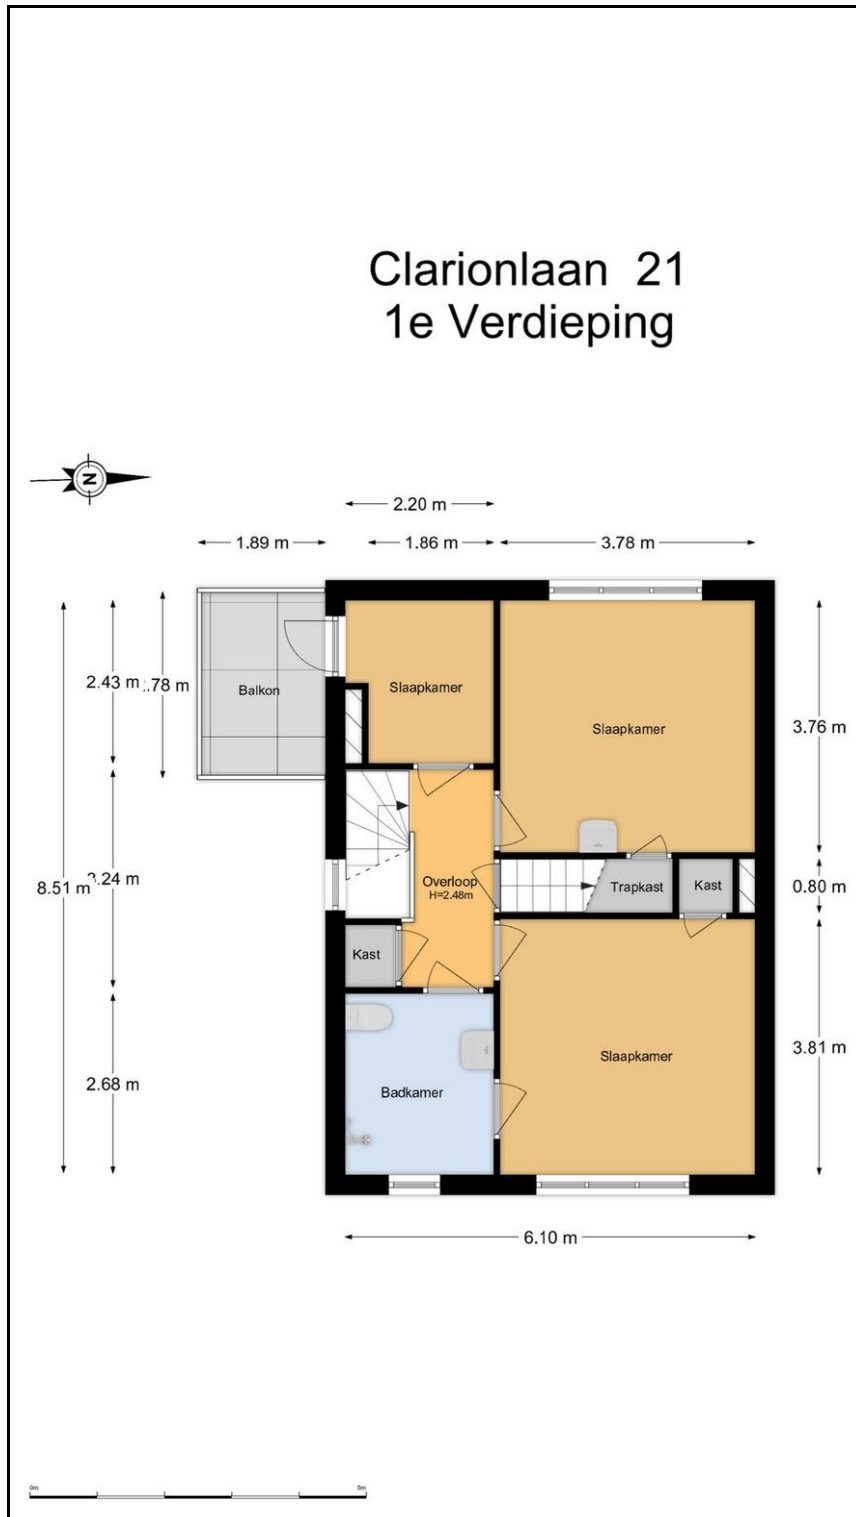 Clarionlaan 21
1e Verdieping
N
2.20 m
1.89 m
1.86 m
3.78 m
2.43 m
.78 m
Balkon
Slaapkamer
Slaapkamer
3.76 m
8.51 m
.24 m
Overloop
H=2.48m
Trapkast
Kast
0.80 m
Kast
2.68 m
Badkamer
Slaapkamer
3.81 m
6.10 m
0m
5m